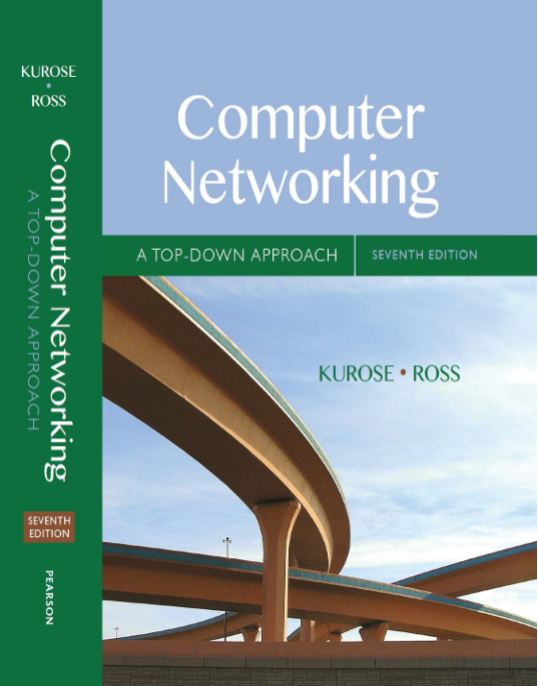 KUROSE
•
ROSS
Computer Networking
A TOP-DOWN APPROACH
SEVENTH
EDITION
PEARSON
Computer
Networking
A TOP-DOWN APPROACH
SEVENTH EDITION
KUROSE • ROSS